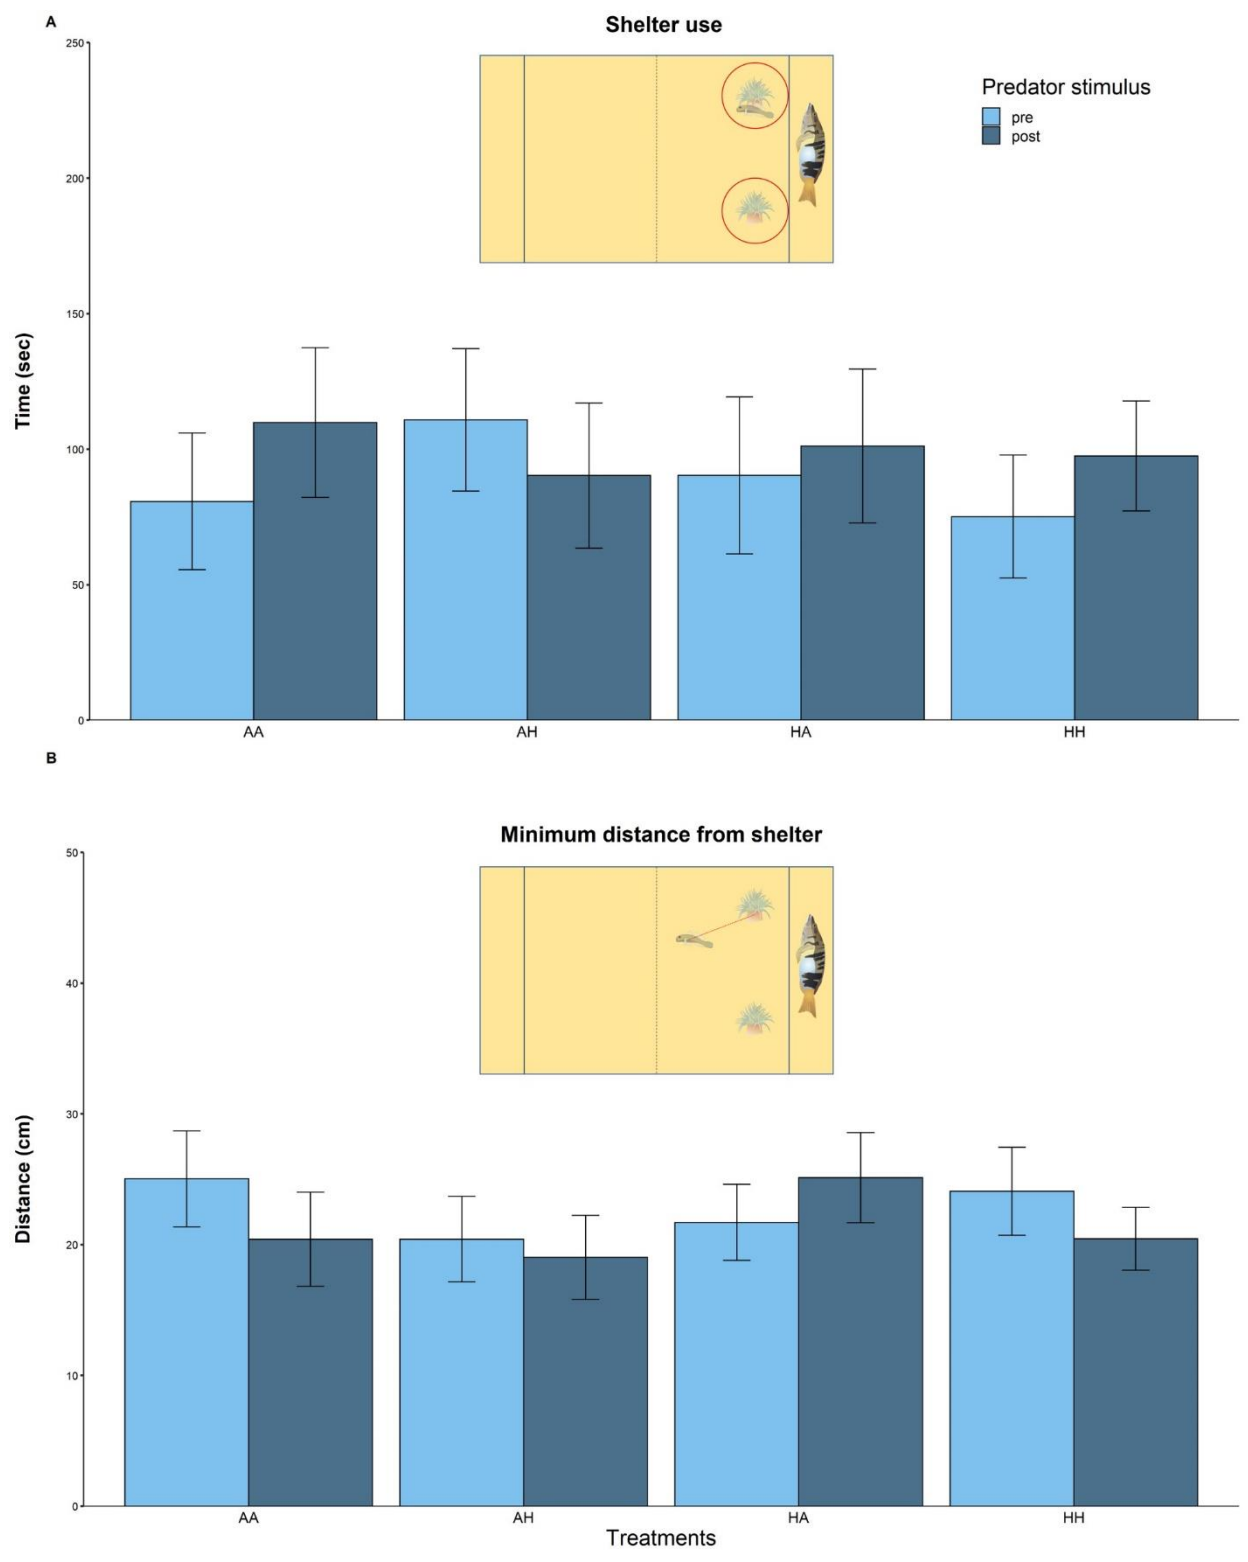 A
Shelter use
250
200
150
100
50
0
Time (sec)
Predator stimulus
pre
post
AA AH HA HH
B
Minimum distance from shelter
50
40
30
20
10
0
Distance (cm)
AA AH HA HH
Treatments